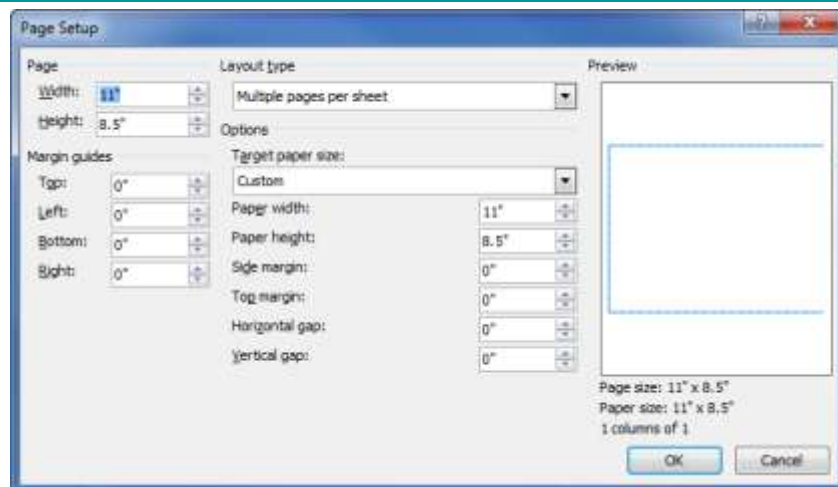 Page Setup
Page
Width: 11"
Height: 8.5"
Margin guides
Top: 0"
Left: 0"
Bottom: 0"
Right: 0"
Layout type
Multiple pages per sheet
Options
Target paper size:
Custom
Paper width: 11"
Paper height: 8.5"
Side margin: 0"
Top margin: 0"
Horizontal gap: 0"
Vertical gap: 0"
Preview
Page size: 11" x 8.5"
Paper size: 11" x 8.5"
1 columns of 1
OK Cancel